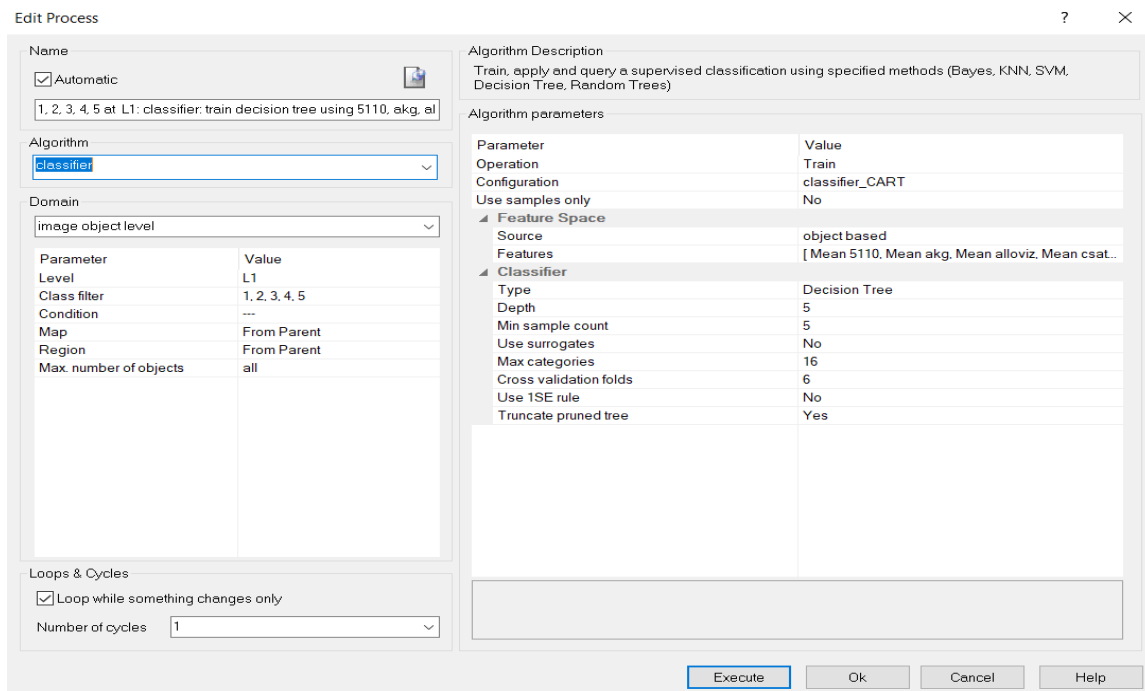 Edit Process
?
Name
Automatic
1, 2, 3, 4, 5 at L1: classifier: train decision tree using 5110, akg, al
Algorithm
classifier
Domain
image object level
Parameter Value
Level L1
Class filter 1, 2, 3, 4, 5
Condition ---
Map From Parent
Region From Parent
Max. number of objects all
Loops & Cycles
Loop while something changes only
Number of cycles 1
Algorithm Description
Train, apply and query a supervised classification using specified methods (Bayes, KNN, SVM,
Decision Tree, Random Trees)
Algorithm parameters
Parameter Value
Operation Train
Configuration classifier_CART
Use samples only No
Feature Space
Source object based
Features [ Mean 5110, Mean akg, Mean alloviz, Mean csat...
Classifier
Type Decision Tree
Depth 5
Min sample count 5
Use surrogates No
Max categories 16
Cross validation folds 6
Use 1SE rule No
Truncate pruned tree Yes
Execute Ok Cancel Help